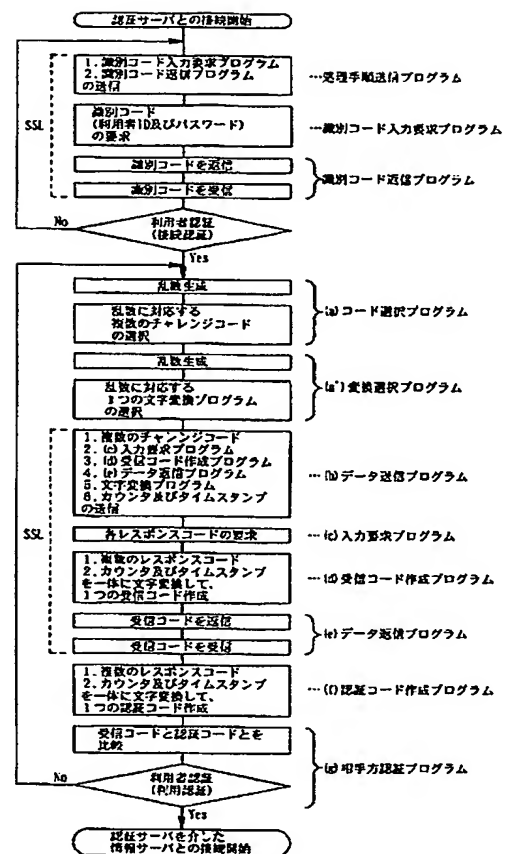 認証サーバとの接続開始
1. 識別コード入力要求プログラム
2. 識別コード返信プログラム
の送信
…処理手順送信プログラム
SSL
識別コード
(利用者ID及びパスワード)
の要求
…識別コード入力要求プログラム
識別コードを返信
識別コードを受信
識別コード返信プログラム
No
利用者認証
(接続認証)
Yes
乱数生成
乱数に対応する
複数のチャレンジコード
の選択
(a) コード選択プログラム
乱数生成
乱数に対応する
1つの文字変換プログラム
の選択
(a') 変換選択プログラム
1. 複数のチャンンジコード
2. (c) 入力要求プログラム
3. (d) 受信コード作成プログラム
4. (e) データ返信プログラム
5. 文字変換プログラム
6. カウンタ及びタイムスタンプ
の送信
…(b) データ送信プログラム
SSL
各レスポンスコードの要求
…(c) 入力要求プログラム
1. 複数のレスポンスコード
2. カウンタ及びタイムスタンプ
を一体に文字変換して、
1つの受信コード作成
…(d) 受信コード作成プログラム
受信コードを返信
受信コードを受信
(e) データ返信プログラム
1. 複数のレスポンスコード
2. カウンタ及びタイムスタンプ
を一体に文字変換して、
1つの認証コード作成
…(f) 認証コード作成プログラム
受信コードと認証コードとを
比較
(g) 相手方認証プログラム
No
利用者認証
(利用認証)
Yes
認証サーバを介した
情報サーバとの接続開始